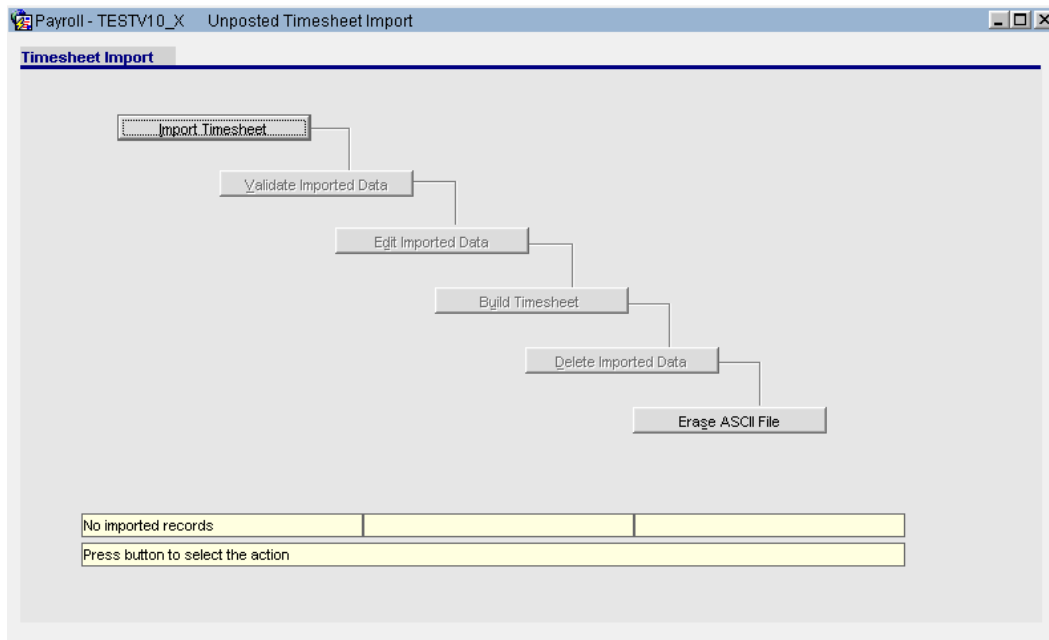 Payroll - TESTV10_X Unposted Timesheet Import
Timesheet Import
Import Timesheet
Validate Imported Data
Edit Imported Data
Build Timesheet
Delete Imported Data
Erase ASCII File
No imported records
Press button to select the action